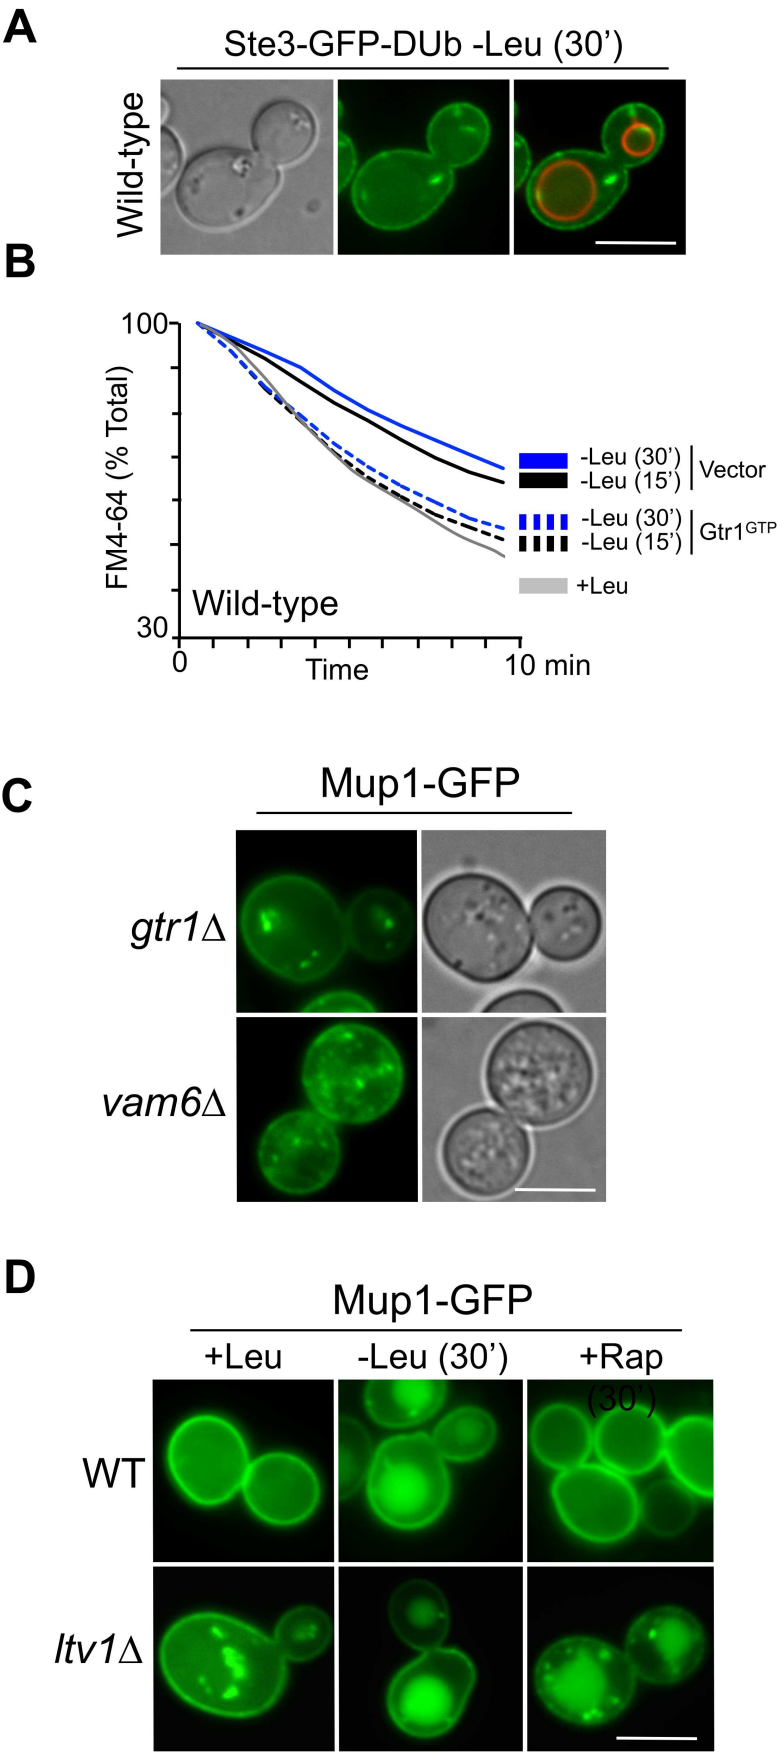 A
Ste3-GFP-DUb -Leu (30’)
Wild-type
B
100
FM4-64 (% Total)
30
Wild-type
0
Time
10 min
-Leu (30’)
-Leu (15’)
Vector
-Leu (30’)
-Leu (15’)
Gtr1GTP
+Leu
C
Mup1-GFP
gtr1Δ
vam6Δ
D
Mup1-GFP
+Leu
-Leu (30’)
+Rap
(30’)
WT
ltv1Δ